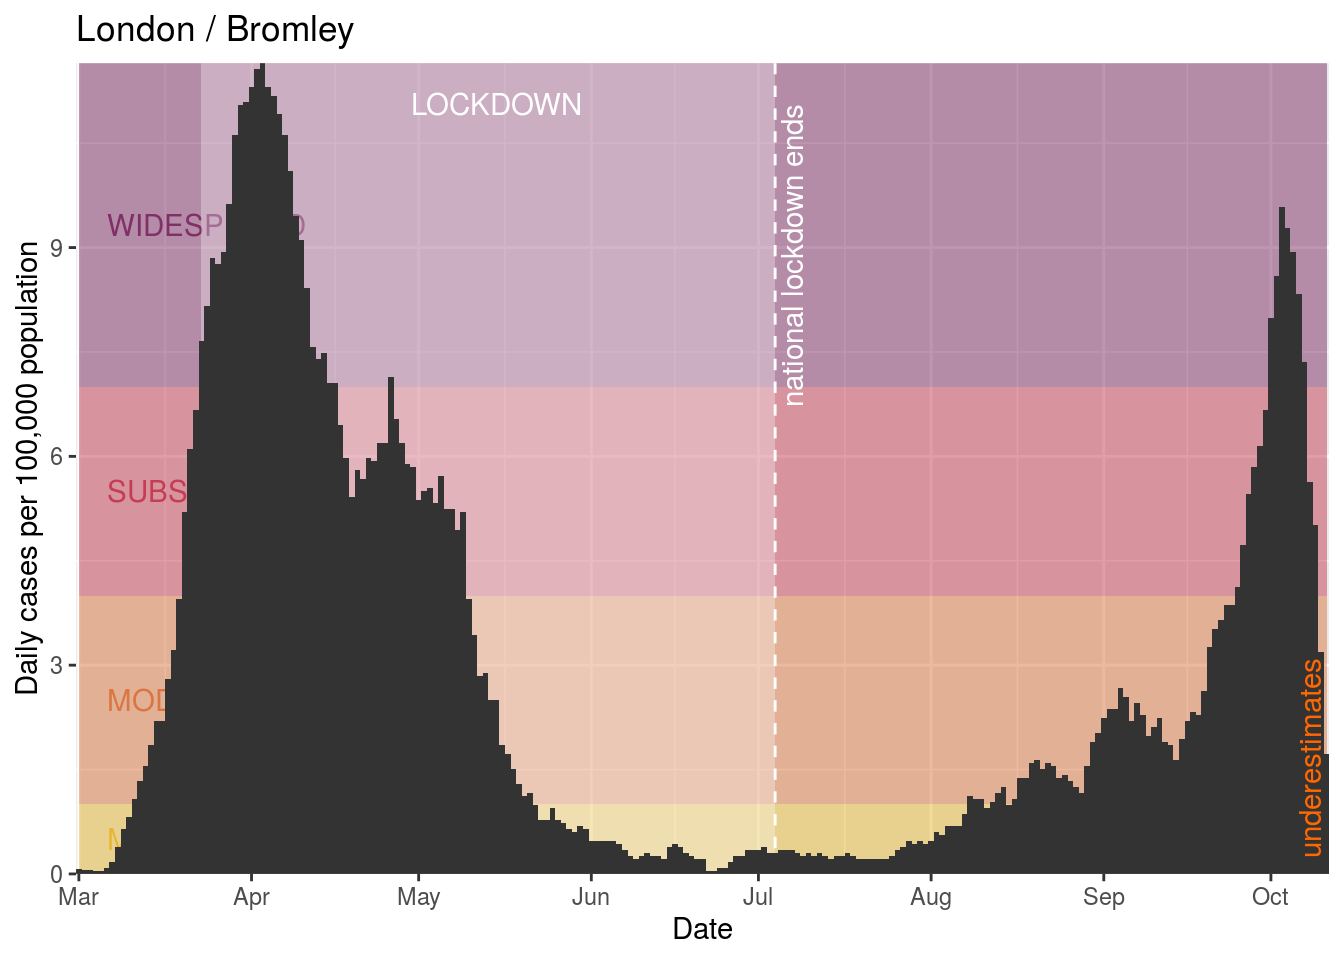 London / Bromley
LOCKDOWN
national lockdown ends
WIDESP
SUBS
MOD
M
underestimates
Daily cases per 100,000 population
9
6
3
0
Mar Apr May Jun Jul Aug Sep Oct
Date